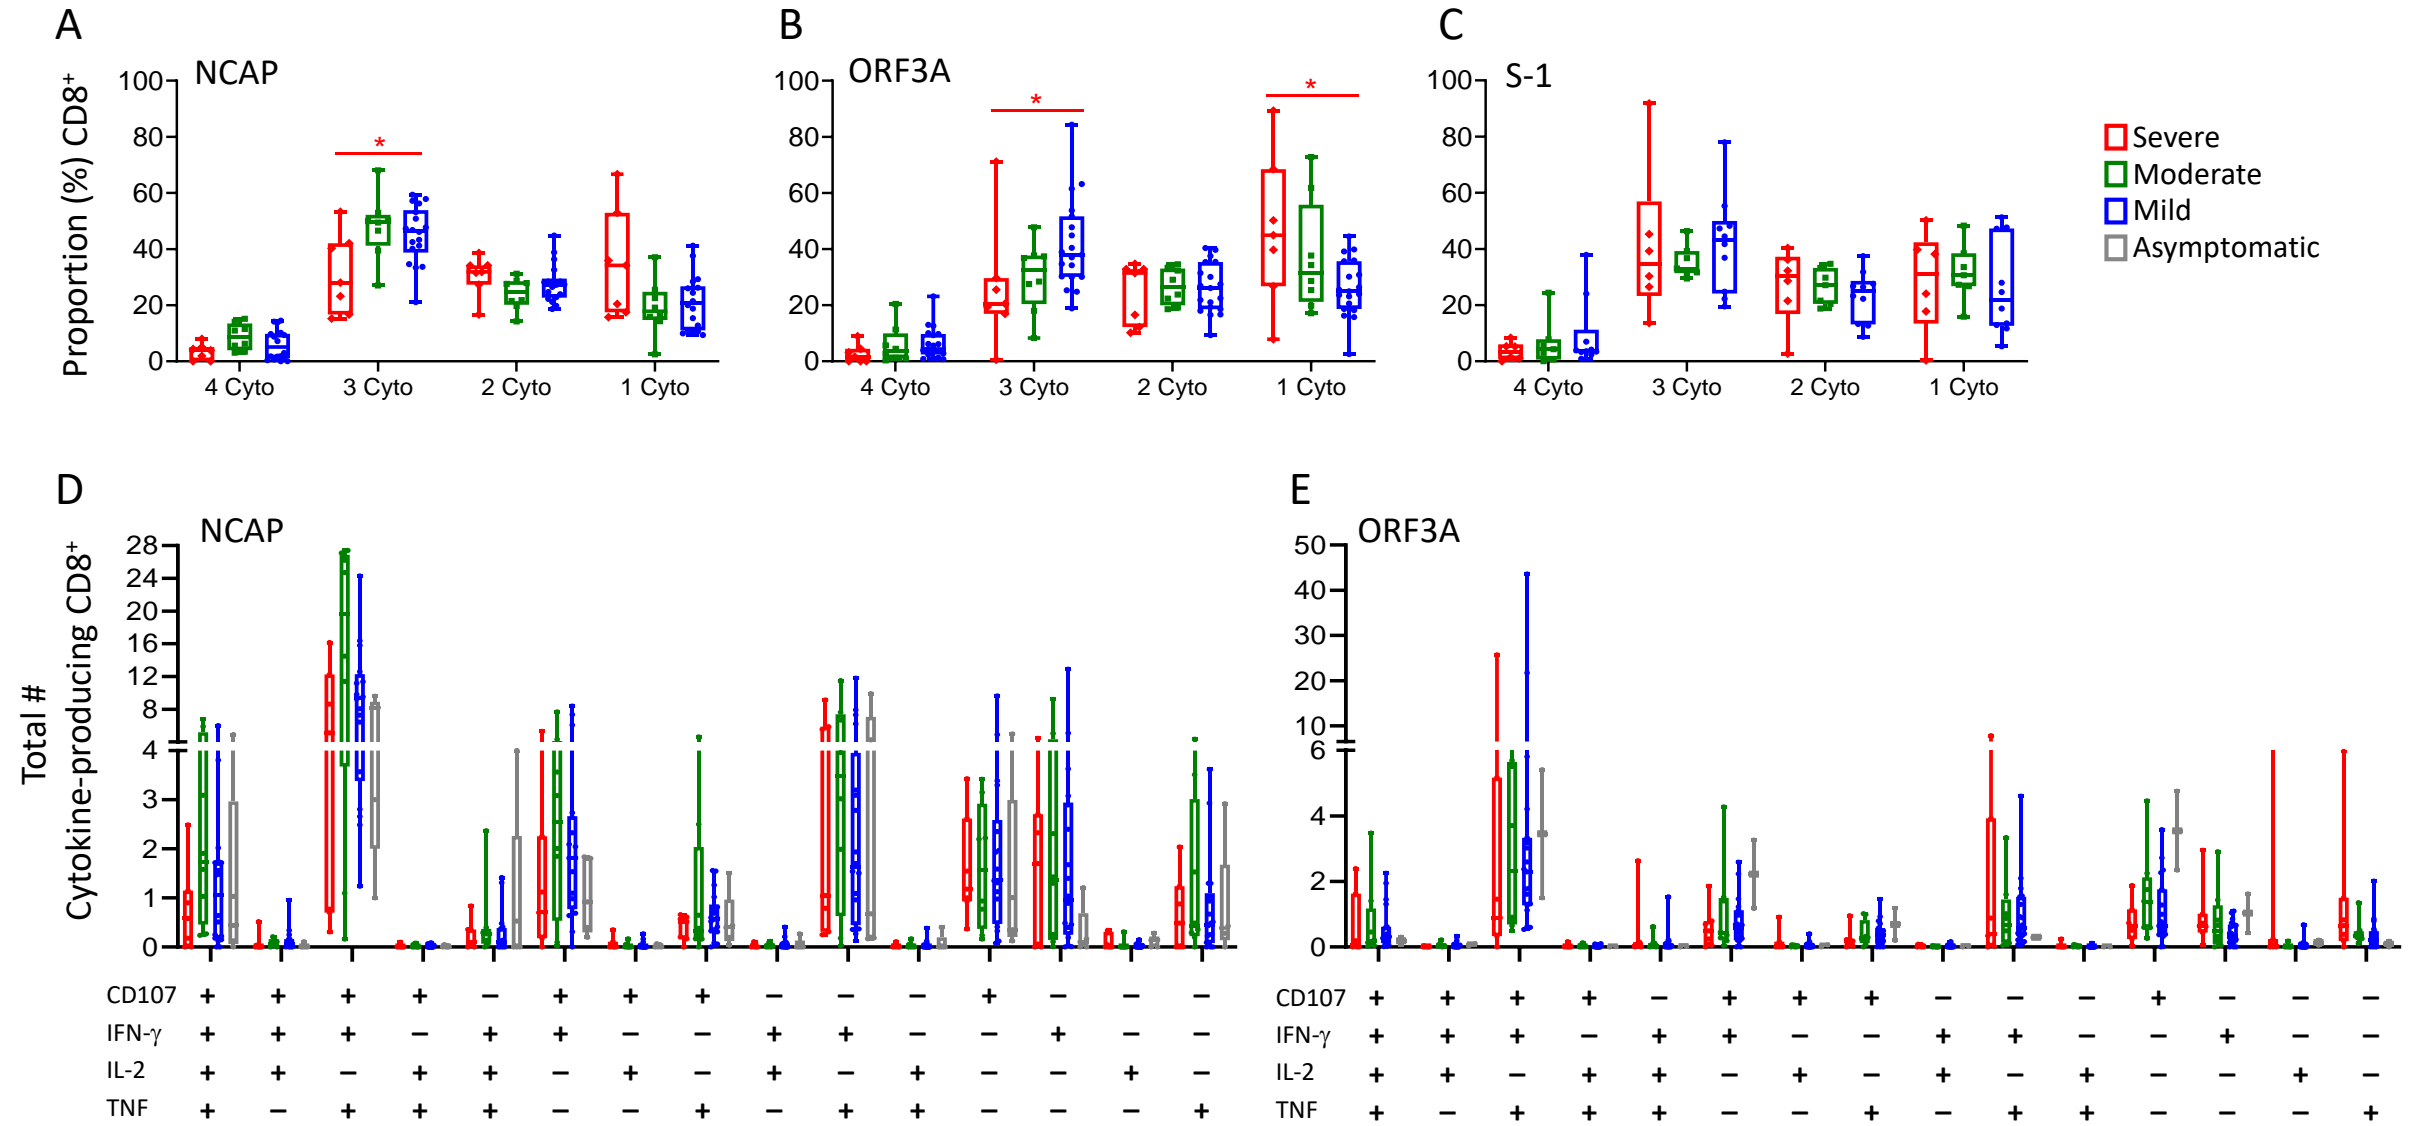 A
B
C
NCAP
ORF3A
S-1
Proportion (%) CD8+
100
80
60
40
20
0
100
80
60
40
20
0
100
80
60
40
20
0
*
*
*
4 Cyto
3 Cyto
2 Cyto
1 Cyto
4 Cyto
3 Cyto
2 Cyto
1 Cyto
4 Cyto
3 Cyto
2 Cyto
1 Cyto
Severe
Moderate
Mild
Asymptomatic
D
NCAP
Total #
Cytokine-producing CD8+
28
24
20
16
12
8
4
3
2
1
0
CD107 + + + + − + + + − − − + − − −
IFN-γ + + + − + + − − + + − − + − −
IL-2 + + − + + − + − + − + − − + −
TNF + − + + + − − + − + + − − − +
E
ORF3A
50
40
30
20
10
6
4
2
0
CD107 + + + + − + + + − − − + − − −
IFN-γ + + + − + + − − + + − − + − −
IL-2 + + − + + − + − + − + − − + −
TNF + − + + + − − + − + + − − − +